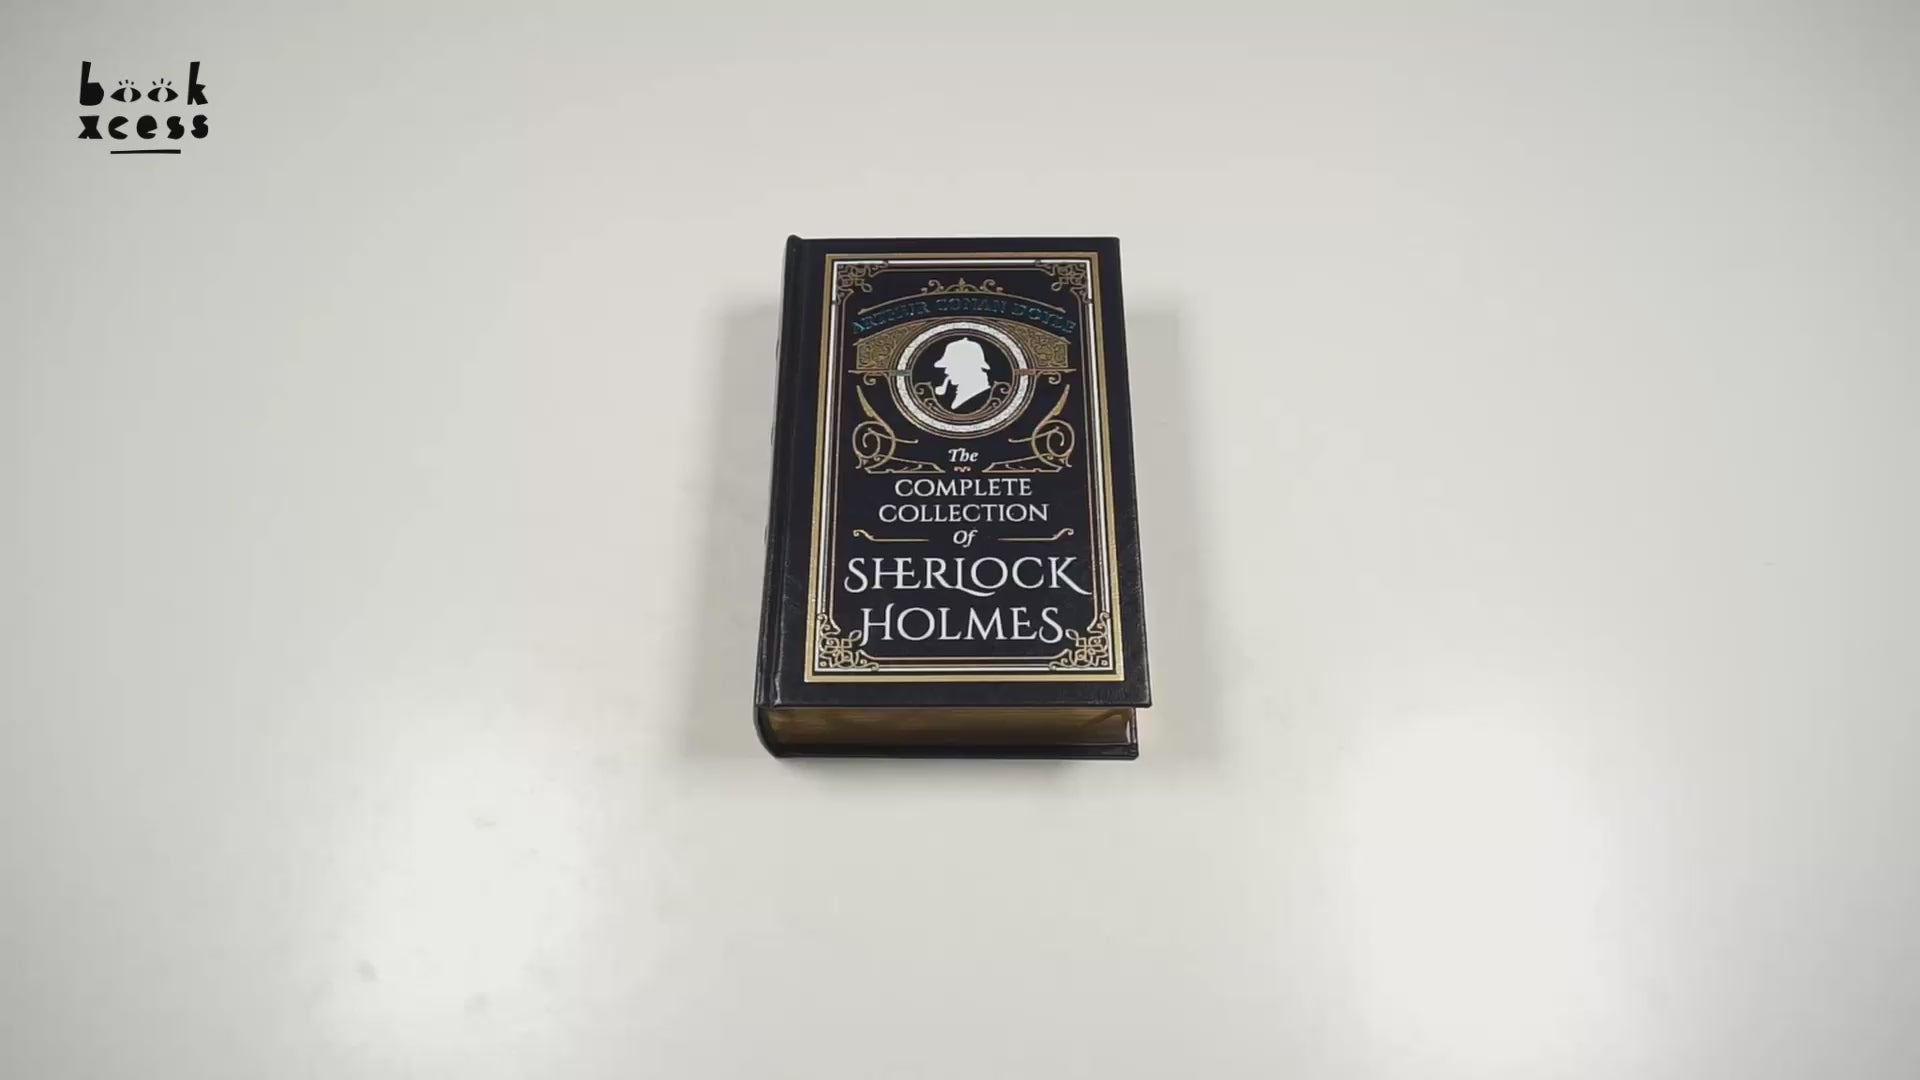 book
xcess
ARTHUR CONAN DOYLE
The
COMPLETE
COLLECTION
Of
SHERLOCK
HOLMES